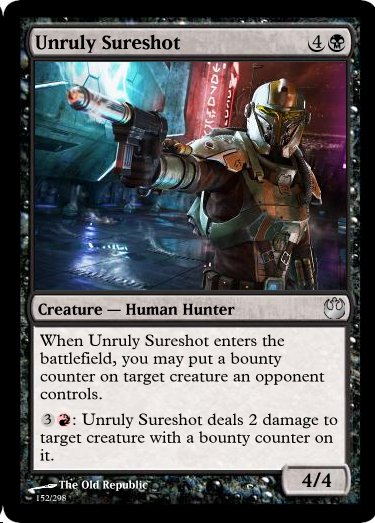 Unruly Sureshot 4
Creature — Human Hunter
When Unruly Sureshot enters the
battlefield, you may put a bounty
counter on target creature an opponent
controls.
3 : Unruly Sureshot deals 2 damage to
target creature with a bounty counter on
it.
4/4
The Old Republic
152/298